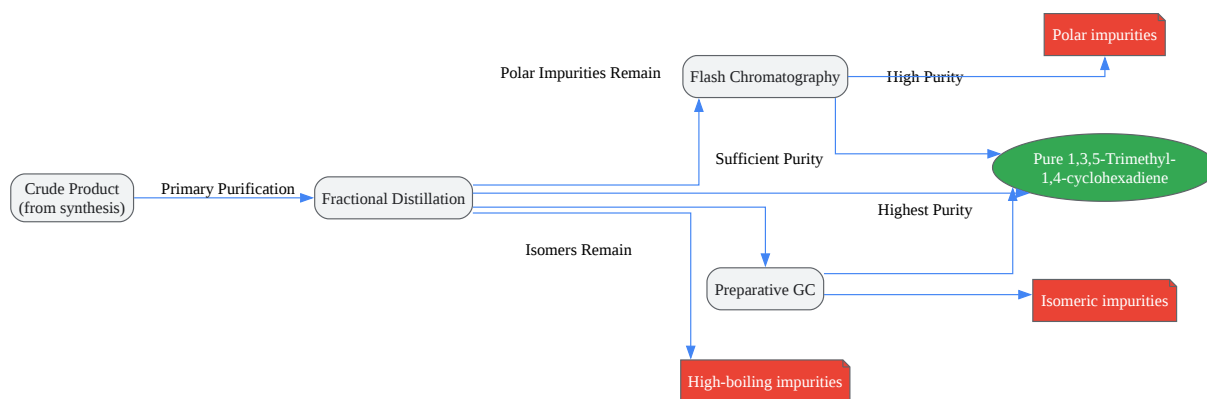 Polar impurities
Polar Impurities Remain
Flash Chromatography
High Purity
Sufficient Purity
Pure 1,3,5-Trimethyl-
1,4-cyclohexadiene
Crude Product
(from synthesis)
Primary Purification
Fractional Distillation
Highest Purity
Isomers Remain
Preparative GC
Isomeric impurities
High-boiling impurities